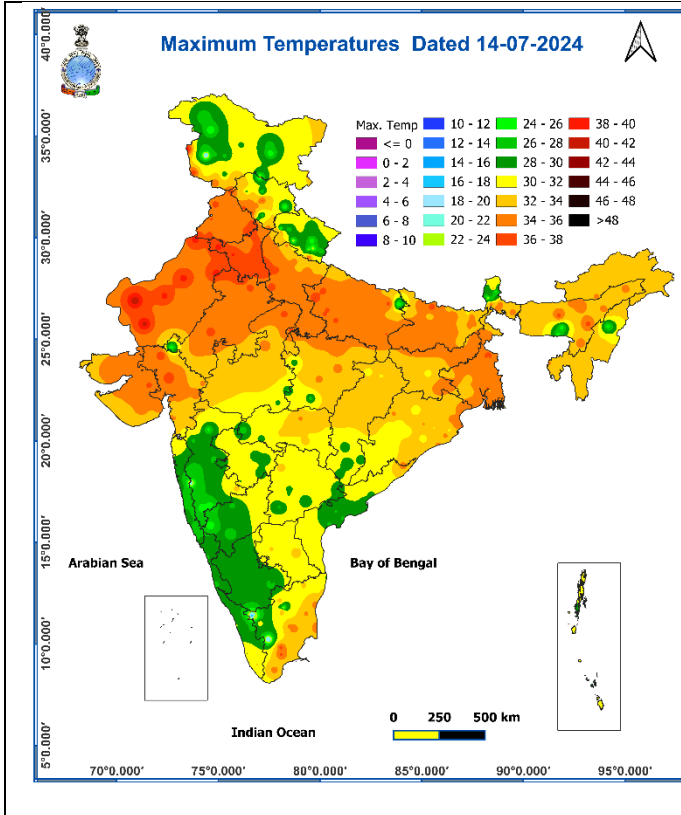 Maximum Temperatures Dated 14-07-2024
Max. Temp
<= 0
0 - 2
2 - 4
4 - 6
6 - 8
8 - 10
10 - 12
12 - 14
14 - 16
16 - 18
18 - 20
20 - 22
22 - 24
24 - 26
26 - 28
28 - 30
30 - 32
32 - 34
34 - 36
36 - 38
38 - 40
40 - 42
42 - 44
44 - 46
46 - 48
>48
40°0.000′
35°0.000′
30°0.000′
25°0.000′
20°0.000′
15°0.000′
10°0.000′
5°0.000′
Arabian Sea
Bay of Bengal
Indian Ocean
0 250 500 km
70°0.000′ 75°0.000′ 80°0.000′ 85°0.000′ 90°0.000′ 95°0.000′